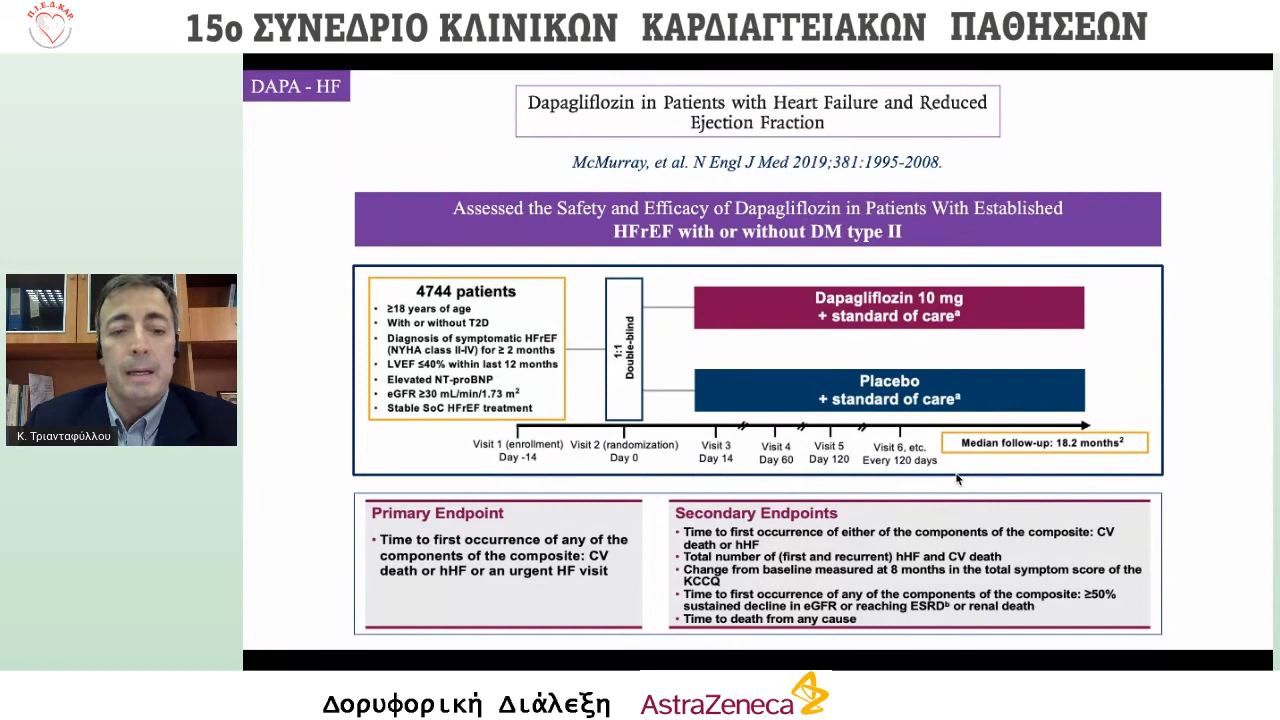 Π.Ι.Ε.Δ.ΚΑΡ.
15ο ΣΥΝΕΔΡΙΟ ΚΛΙΝΙΚΩΝ ΚΑΡΔΙΑΓΓΕΙΑΚΩΝ ΠΑΘΗΣΕΩΝ
DAPA - HF
Dapagliflozin in Patients with Heart Failure and Reduced
Ejection Fraction
McMurray, et al. N Engl J Med 2019;381:1995-2008.
Assessed the Safety and Efficacy of Dapagliflozin in Patients With Established
HFrEF with or without DM type II
4744 patients
• ≥18 years of age
• With or without T2D
• Diagnosis of symptomatic HFrEF
(NYHA class II-IV) for ≥ 2 months
• LVEF ≤40% within last 12 months
• Elevated NT-proBNP
• eGFR ≥30 mL/min/1.73 m²
• Stable SoC HFrEF treatment
1:1
Double-blind
Dapagliflozin 10 mg
+ standard of careᵃ
Placebo
+ standard of careᵃ
Visit 1 (enrollment)
Day -14
Visit 2 (randomization)
Day 0
Visit 3
Day 14
Visit 4
Day 60
Visit 5
Day 120
Visit 6, etc.
Every 120 days
Median follow-up: 18.2 months²
Κ. Τριανταφύλλου
Primary Endpoint
• Time to first occurrence of any of the
components of the composite: CV
death or hHF or an urgent HF visit
Secondary Endpoints
• Time to first occurrence of either of the components of the composite: CV
death or hHF
• Total number of (first and recurrent) hHF and CV death
• Change from baseline measured at 8 months in the total symptom score of the
KCCQ
• Time to first occurrence of any of the components of the composite: ≥50%
sustained decline in eGFR or reaching ESRDᵇ or renal death
• Time to death from any cause
Δορυφορική Διάλεξη
AstraZeneca